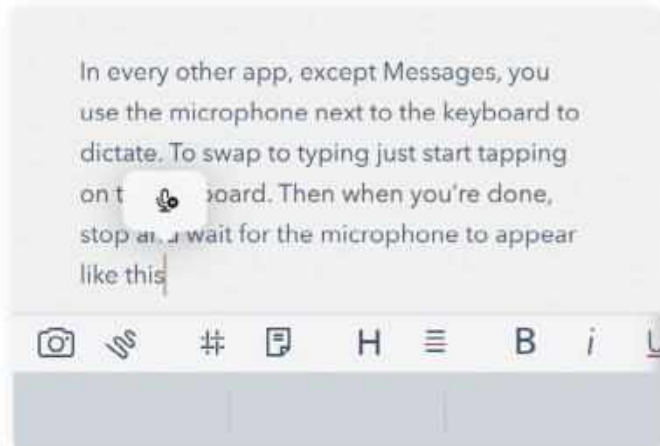 In every other app, except Messages, you
use the microphone next to the keyboard to
dictate. To swap to typing just start tapping
on t board. Then when you're done,
stop a d wait for the microphone to appear
like this
H B i U